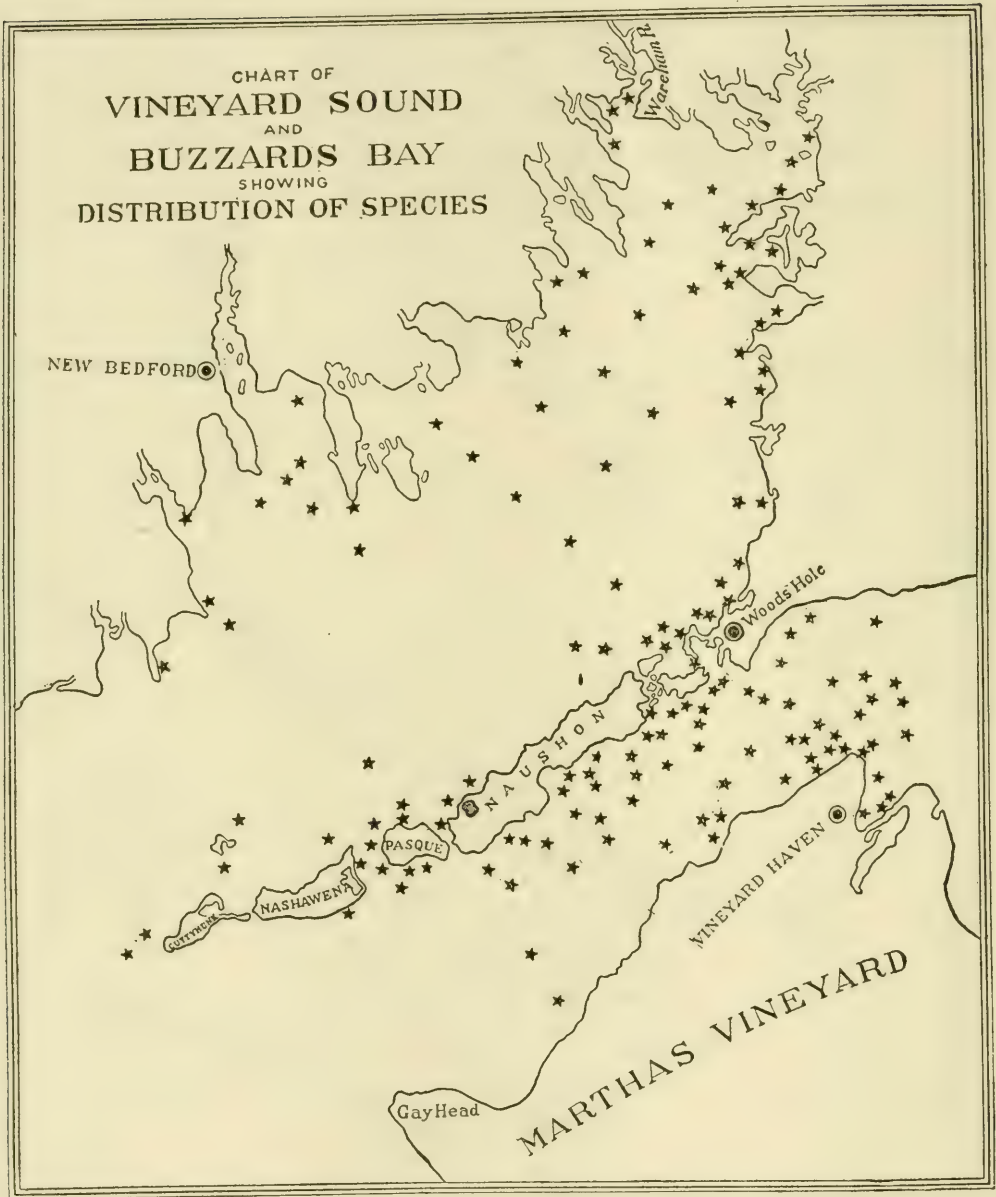 CHART OF
VINEYARD SOUND
AND
BUZZARDS BAY
SHOWING
DISTRIBUTION OF SPECIES
Wareham R.
NEW BEDFORD
Woods Hole
NAUSHON
PASQUE
NASHAWENA
CUTTYHUNK
VINEYARD HAVEN
MARTHAS VINEYARD
Gay Head